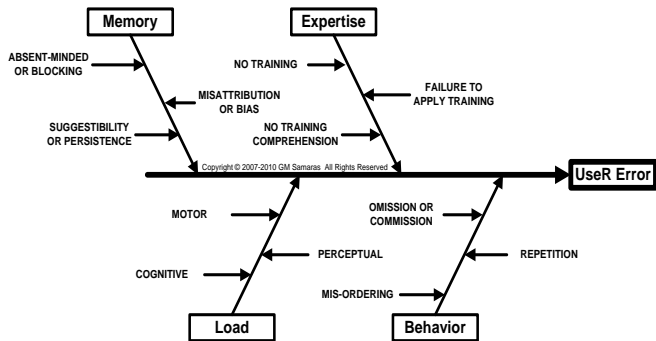 Memory
Expertise
ABSENT-MINDED
OR BLOCKING
NO TRAINING
MISATTRIBUTION
OR BIAS
FAILURE TO
APPLY TRAINING
SUGGESTIBILITY
OR PERSISTENCE
NO TRAINING
COMPREHENSION
Copyright © 2007-2010 GM Samaras All Rights Reserved
UseR Error
MOTOR
OMISSION OR
COMMISSION
PERCEPTUAL
REPETITION
COGNITIVE
MIS-ORDERING
Load
Behavior